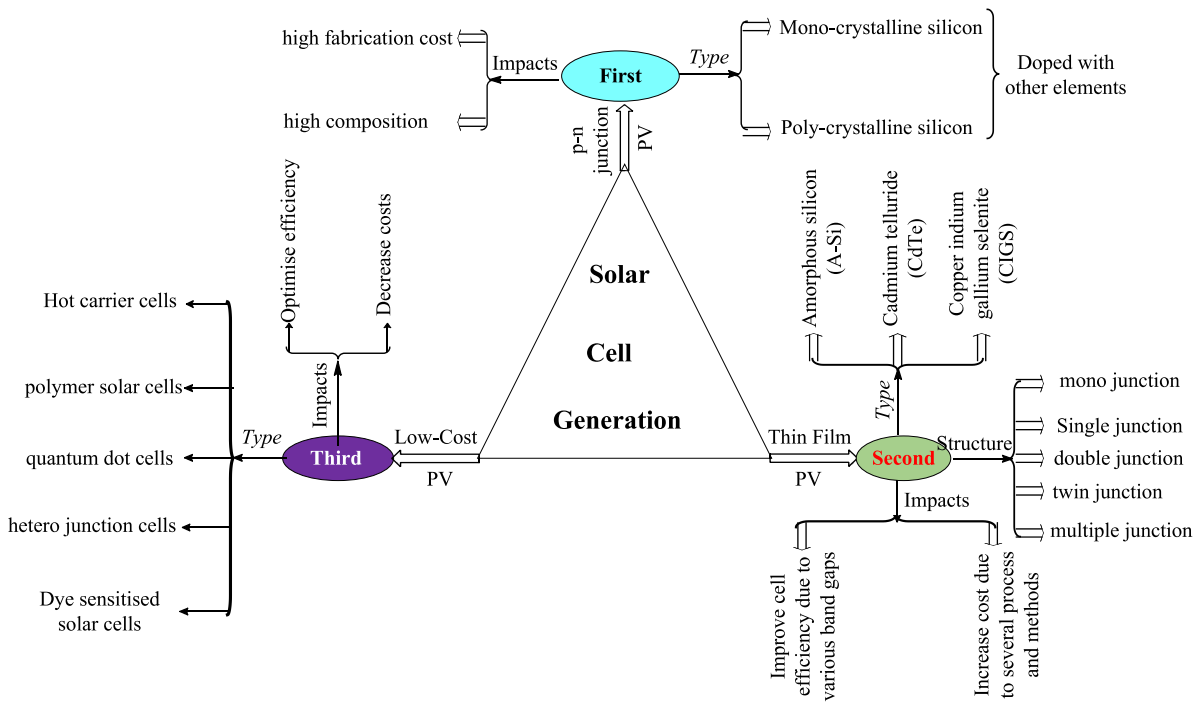 high fabrication cost
Impacts
high composition
First
Type
Mono-crystalline silicon
Poly-crystalline silicon
Doped with
other elements
p-n
junction
PV
Solar
Cell
Generation
Optimise efficiency
Decrease costs
Impacts
Hot carrier cells
polymer solar cells
quantum dot cells
hetero junction cells
Dye sensitised
solar cells
Type
Third
Low-Cost
PV
Thin Film
PV
Second
Type
Amorphous silicon
(A-Si)
Cadmium telluride
(CdTe)
Copper indium
gallium selenite
(CIGS)
Structure
mono junction
Single junction
double junction
twin junction
multiple junction
Impacts
Improve cell
efficiency due to
various band gaps
Increase cost due
to several process
and methods